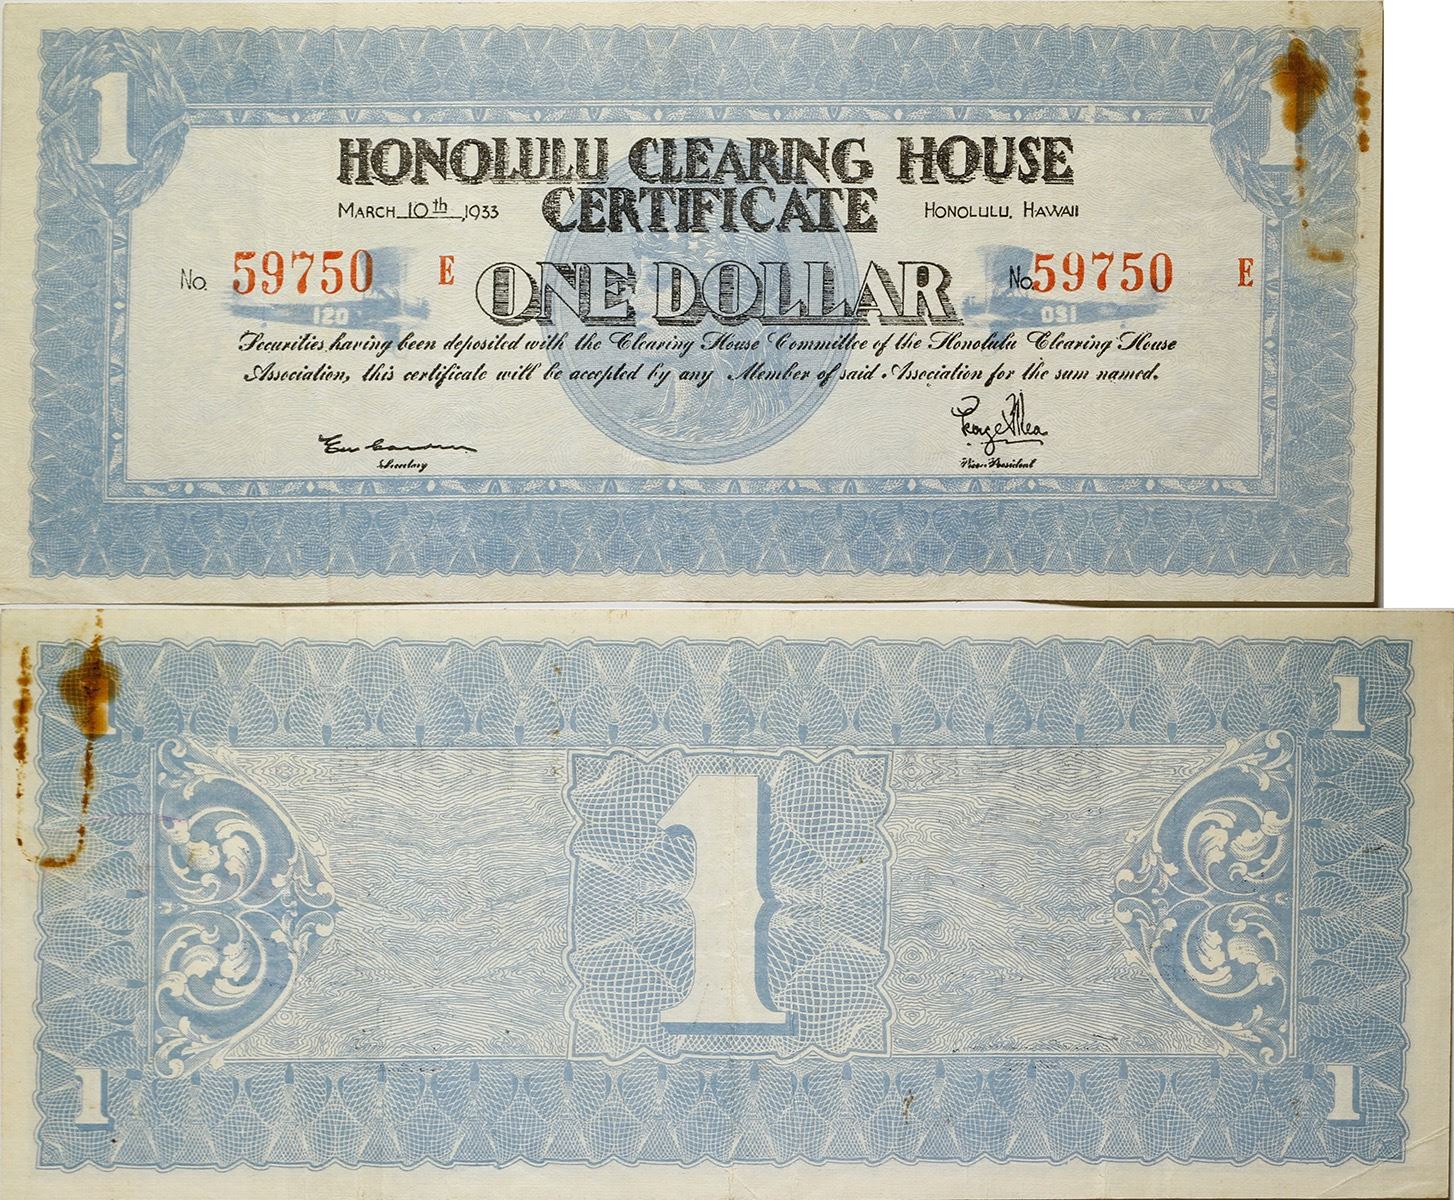 1 1
HONOLULU CLEARING HOUSE
CERTIFICATE
MARCH 10th, 1933 HONOLULU, HAWAII
No. 59750 E ONE DOLLAR No. 59750 E
120 031
Securities having been deposited with the Clearing House Committee of the Honolulu Clearing House
Association, this certificate will be accepted by any Member of said Association for the sum named.
Secretary Vice-President
1 1
1
1 1